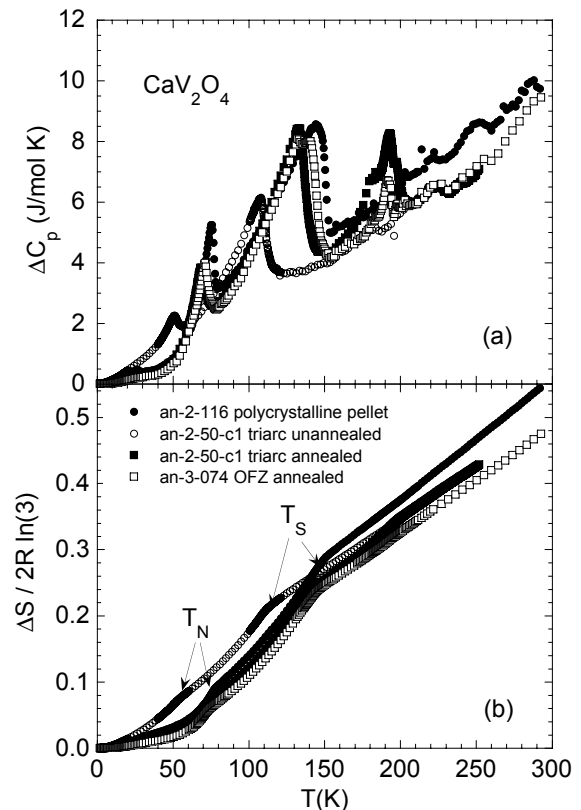 12
10
8
6
4
2
0
CaV₂O₄
ΔCₚ (J/mol K)
(a)
0.5
0.4
0.3
0.2
0.1
0.0
an-2-116 polycrystalline pellet
an-2-50-c1 triarc unannealed
an-2-50-c1 triarc annealed
an-3-074 OFZ annealed
T_S
T_N
ΔS / 2R ln(3)
(b)
0 50 100 150 200 250 300
T(K)